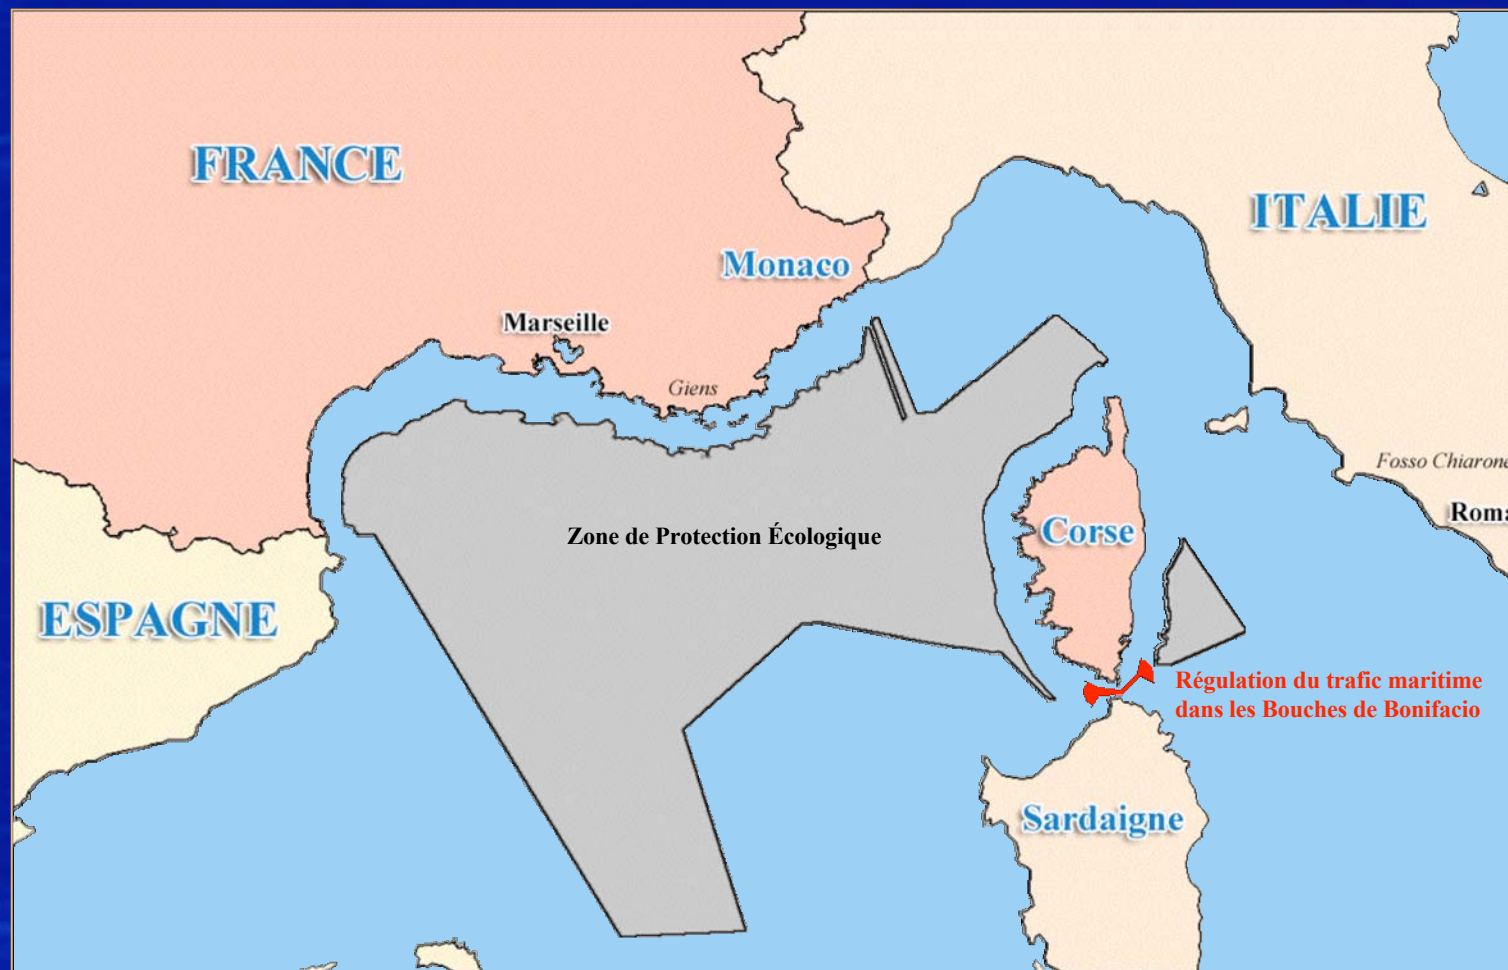 FRANCE
ITALIE
Monaco
Marseille
Giens
Fosso Chiarone
Roma
Zone de Protection Écologique
Corse
ESPAGNE
Régulation du trafic maritime
dans les Bouches de Bonifacio
Sardaigne